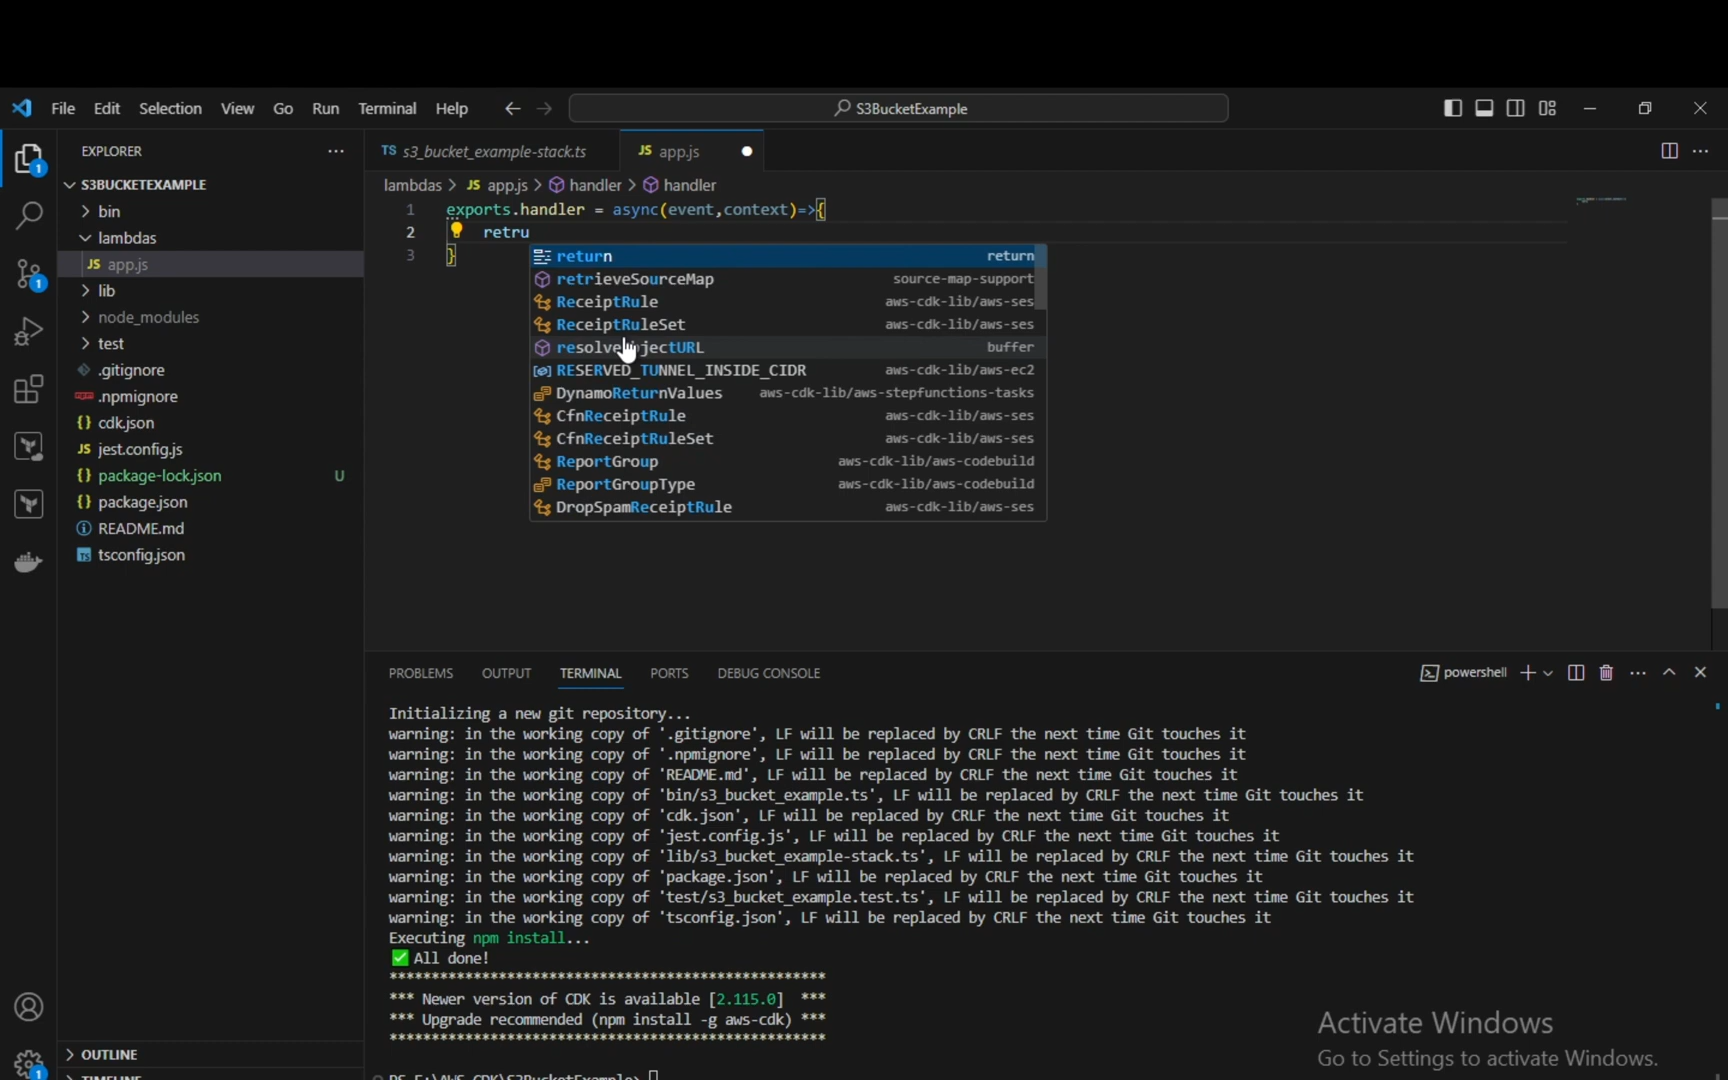 File Edit Selection View Go Run Terminal Help
S3BucketExample
EXPLORER
S3BUCKETEXAMPLE
bin
lambdas
JS app.js
lib
node_modules
test
.gitignore
.npmignore
{} cdk.json
JS jest.config.js
{} package-lock.json U
{} package.json
README.md
TS tsconfig.json
OUTLINE
TIMELINE
TS s3_bucket_example-stack.ts
JS app.js
lambdas > JS app.js > handler > handler
1 exports.handler = async(event,context)=>{
2 retru
3 }
return return
retrieveSourceMap source-map-support
ReceiptRule aws-cdk-lib/aws-ses
ReceiptRuleSet aws-cdk-lib/aws-ses
buffer
RESERVED_TUNNEL_INSIDE_CIDR aws-cdk-lib/aws-ec2
DynamoReturnValues aws-cdk-lib/aws-stepfunctions-tasks
CfnReceiptRule aws-cdk-lib/aws-ses
CfnReceiptRuleSet aws-cdk-lib/aws-ses
ReportGroup aws-cdk-lib/aws-codebuild
ReportGroupType aws-cdk-lib/aws-codebuild
DropSpamReceiptRule aws-cdk-lib/aws-ses
PROBLEMS OUTPUT TERMINAL PORTS DEBUG CONSOLE
powershell
Initializing a new git repository...
warning: in the working copy of '.gitignore', LF will be replaced by CRLF the next time Git touches it
warning: in the working copy of '.npmignore', LF will be replaced by CRLF the next time Git touches it
warning: in the working copy of 'README.md', LF will be replaced by CRLF the next time Git touches it
warning: in the working copy of 'bin/s3_bucket_example.ts', LF will be replaced by CRLF the next time Git touches it
warning: in the working copy of 'cdk.json', LF will be replaced by CRLF the next time Git touches it
warning: in the working copy of 'jest.config.js', LF will be replaced by CRLF the next time Git touches it
warning: in the working copy of 'lib/s3_bucket_example-stack.ts', LF will be replaced by CRLF the next time Git touches it
warning: in the working copy of 'package.json', LF will be replaced by CRLF the next time Git touches it
warning: in the working copy of 'test/s3_bucket_example.test.ts', LF will be replaced by CRLF the next time Git touches it
warning: in the working copy of 'tsconfig.json', LF will be replaced by CRLF the next time Git touches it
Executing npm install...
✅ All done!
****************************************************
*** Newer version of CDK is available [2.115.0] ***
*** Upgrade recommended (npm install -g aws-cdk) ***
****************************************************
PS E:\AWS CDK\S3BucketExample>
Activate Windows
Go to Settings to activate Windows.